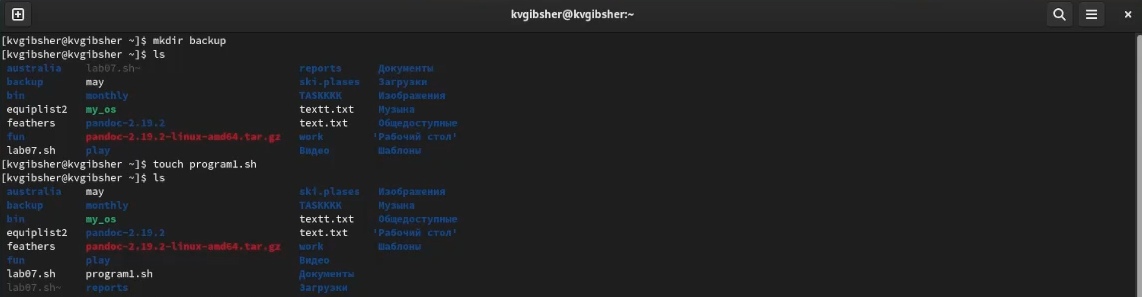 kvgibsher@kvgibsher:~
[kvgibsher@kvgibsher ~]$ mkdir backup
[kvgibsher@kvgibsher ~]$ ls
australia lab07.sh~ reports Документы
backup may ski.plases Загрузки
bin monthly TASKKKK Изображения
equiplist2 my_os textt.txt Музыка
feathers pandoc-2.19.2 text.txt Общедоступные
fun pandoc-2.19.2-linux-amd64.tar.gz work 'Рабочий стол'
lab07.sh play Видео Шаблоны
[kvgibsher@kvgibsher ~]$ touch program1.sh
[kvgibsher@kvgibsher ~]$ ls
australia may ski.plases Изображения
backup monthly TASKKKK Музыка
bin my_os textt.txt Общедоступные
equiplist2 pandoc-2.19.2 text.txt 'Рабочий стол'
feathers pandoc-2.19.2-linux-amd64.tar.gz work Шаблоны
fun play Видео
lab07.sh program1.sh Документы
lab07.sh~ reports Загрузки